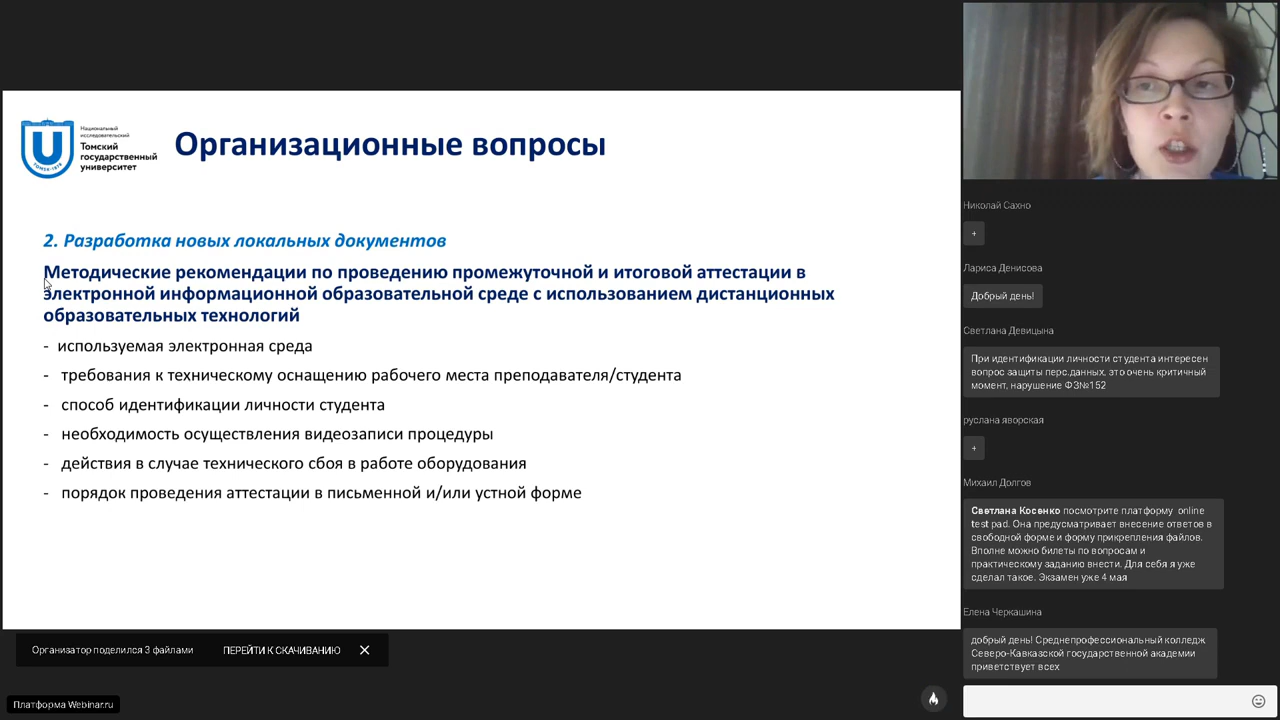 Национальный
исследовательский
Томский
государственный
университет
ТОМСК•1878
Организационные вопросы
2. Разработка новых локальных документов
Методические рекомендации по проведению промежуточной и итоговой аттестации в
электронной информационной образовательной среде с использованием дистанционных
образовательных технологий
- используемая электронная среда
- требования к техническому оснащению рабочего места преподавателя/студента
- способ идентификации личности студента
- необходимость осуществления видеозаписи процедуры
- действия в случае технического сбоя в работе оборудования
- порядок проведения аттестации в письменной и/или устной форме
Организатор поделился 3 файлами
ПЕРЕЙТИ К СКАЧИВАНИЮ
Платформа Webinar.ru
Николай Сахно
+
Лариса Денисова
Добрый день!
Светлана Девицына
При идентификации личности студента интересен
вопрос защиты перс.данных, это очень критичный
момент, нарушение ФЗ№152
руслана яворская
+
Михаил Долгов
Светлана Косенко посмотрите платформу online
test pad. Она предусматривает внесение ответов в
свободной форме и форму прикрепления файлов.
Вполне можно билеты по вопросам и
практическому заданию внести. Для себя я уже
сделал такое. Экзамен уже 4 мая
Елена Черкашина
добрый день! Среднепрофессиональный колледж
Северо-Кавказской государственной академии
приветствует всех